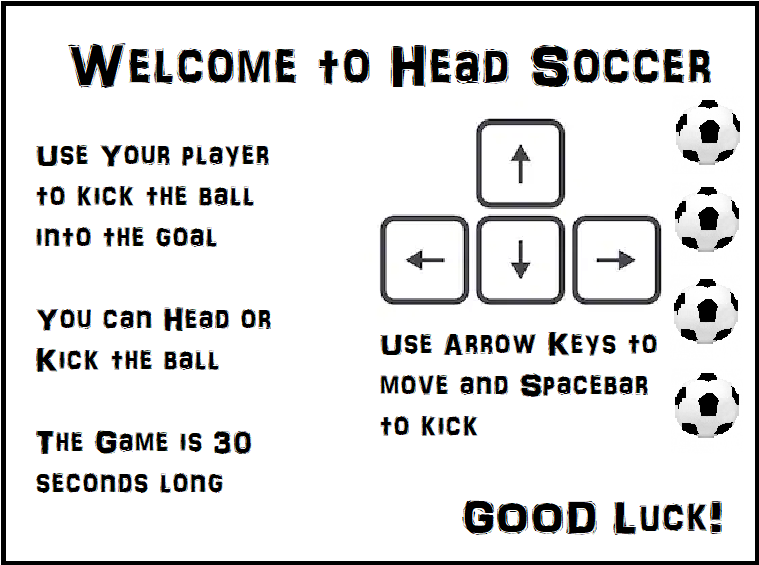 Welcome to Head Soccer
Use Your player
to kick the ball
into the goal
You can Head or
Kick the ball
The Game is 30
seconds long
Use Arrow Keys to
move and Spacebar
to kick
GOOD Luck!